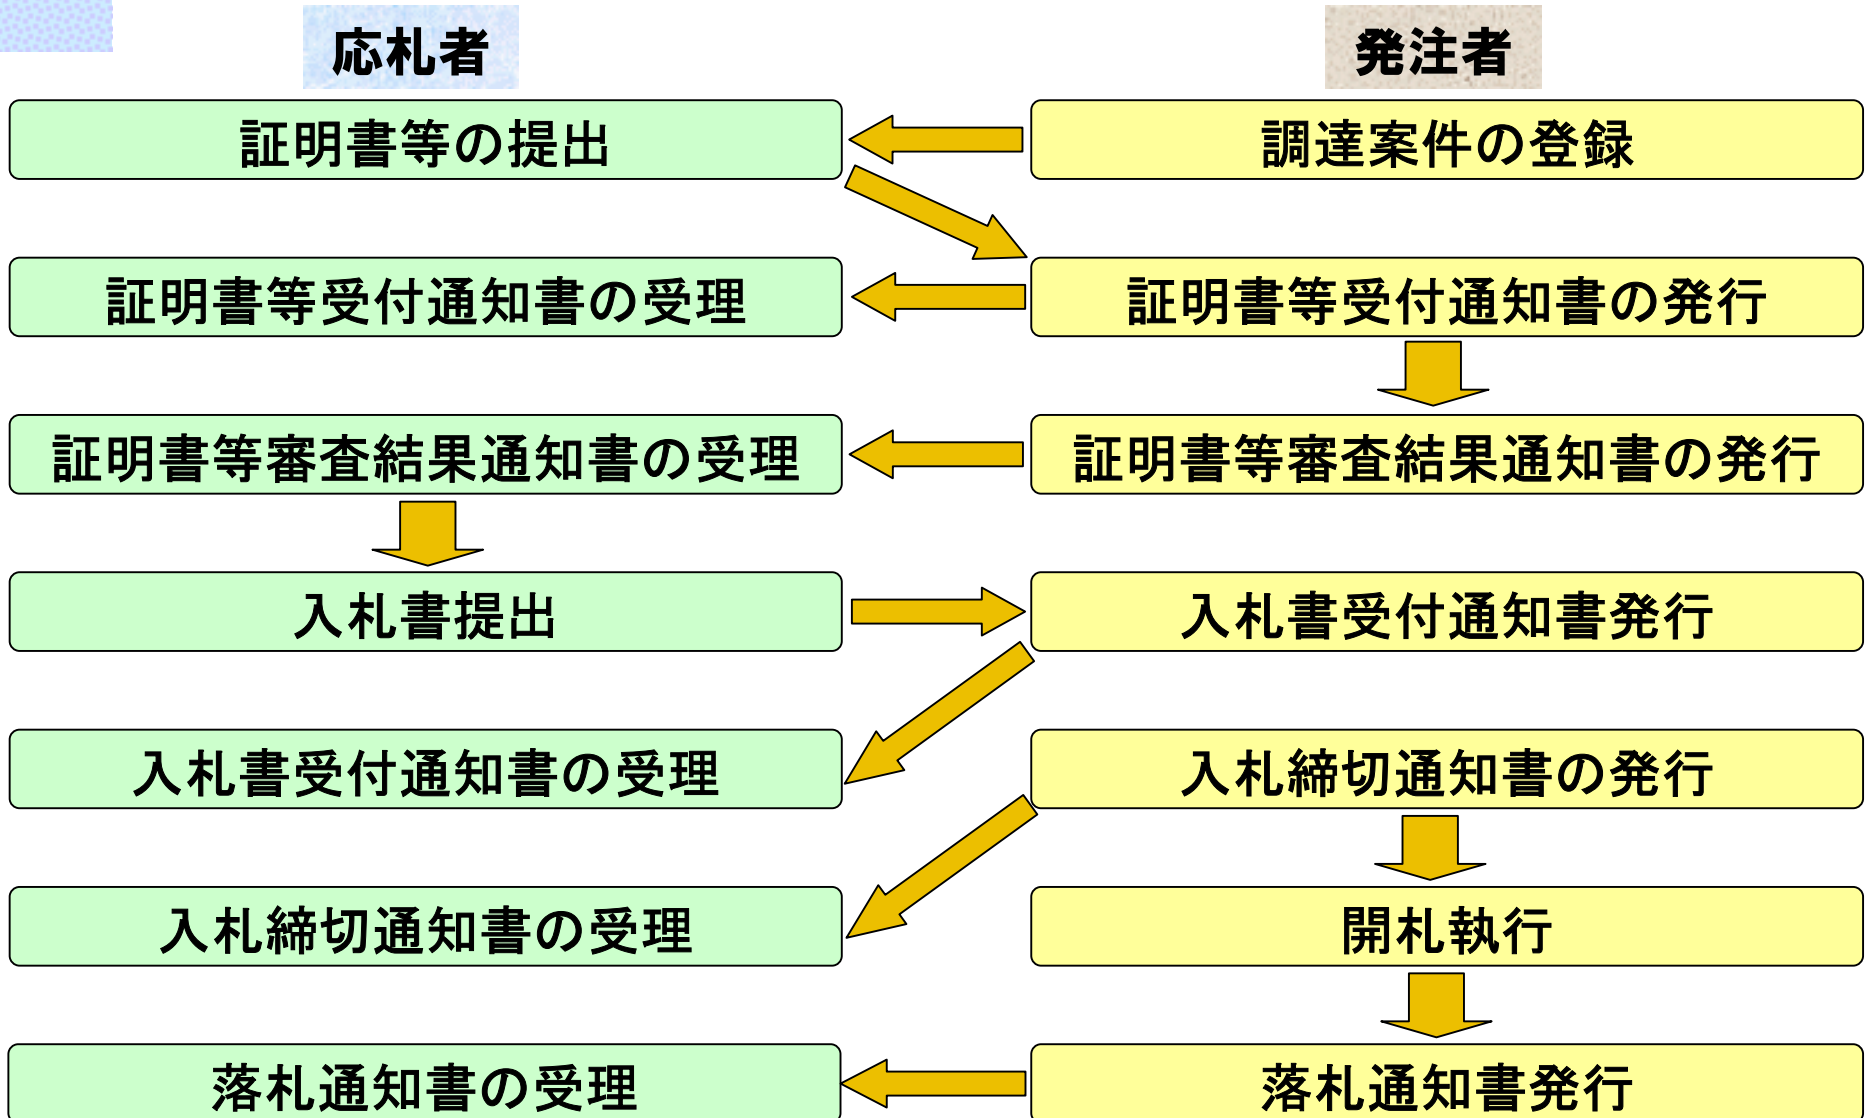 応札者 発注者
証明書等の提出 調達案件の登録
証明書等受付通知書の受理 証明書等受付通知書の発行
証明書等審査結果通知書の受理 証明書等審査結果通知書の発行
入札書提出 入札書受付通知書発行
入札書受付通知書の受理 入札締切通知書の発行
入札締切通知書の受理 開札執行
落札通知書の受理 落札通知書発行